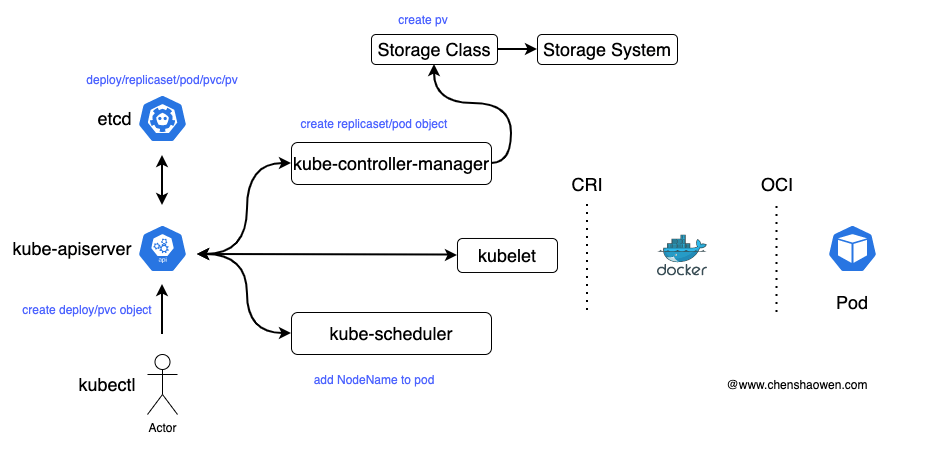 create pv
Storage Class
Storage System
deploy/replicaset/pod/pvc/pv
etcd
create replicaset/pod object
kube-controller-manager
CRI
OCI
kube-apiserver
api
kubelet
docker
Pod
create deploy/pvc object
kube-scheduler
kubectl
add NodeName to pod
@www.chenshaowen.com
Actor